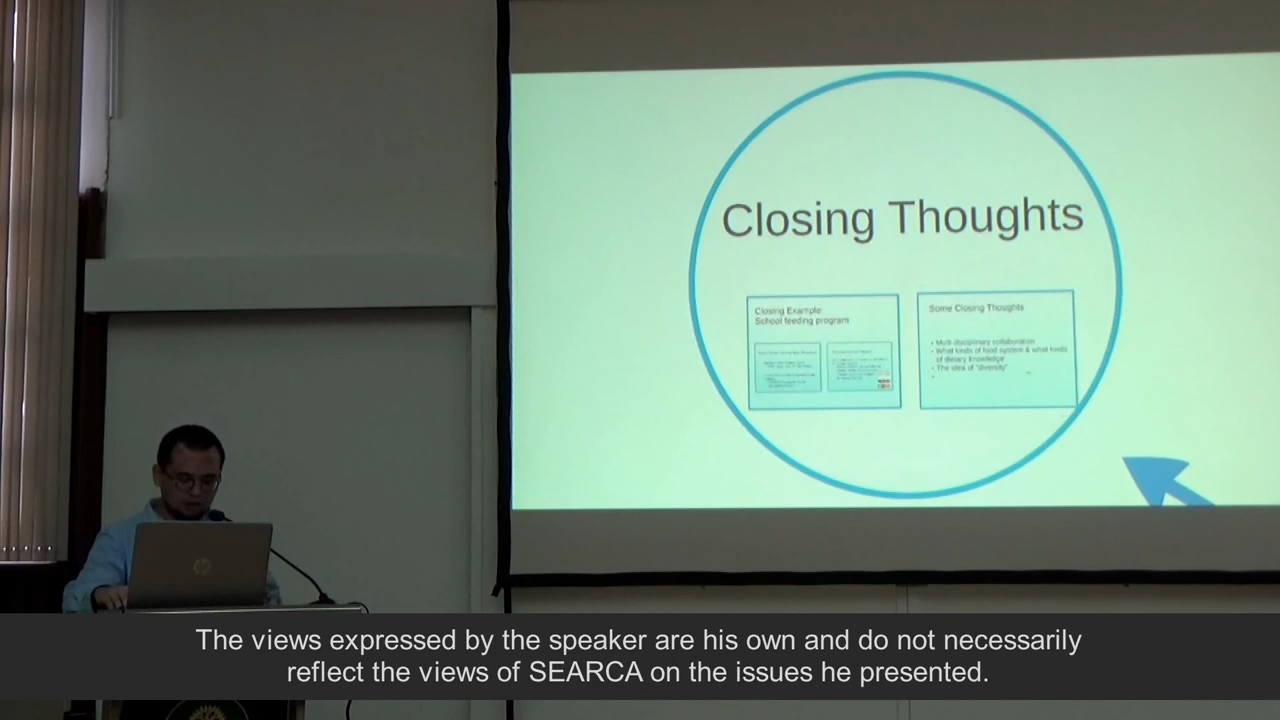 Closing Thoughts
Closing Example:
School feeding program
Some Closing Thoughts
• Multi disciplinary collaboration
• What kinds of food system & what kinds
of dietary knowledge
• The idea of "diversity"
hp
The views expressed by the speaker are his own and do not necessarily
reflect the views of SEARCA on the issues he presented.